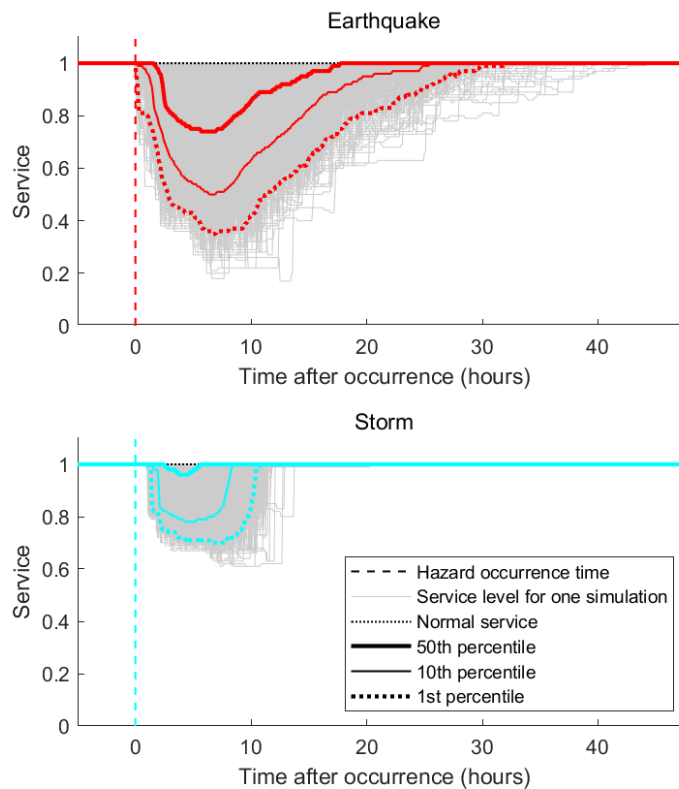 Earthquake
1
0.8
0.6
0.4
0.2
0
Service
0
10
20
30
40
Time after occurrence (hours)
Storm
1
0.8
0.6
0.4
0.2
0
Service
Hazard occurrence time
Service level for one simulation
Normal service
50th percentile
10th percentile
1st percentile
0
10
20
30
40
Time after occurrence (hours)